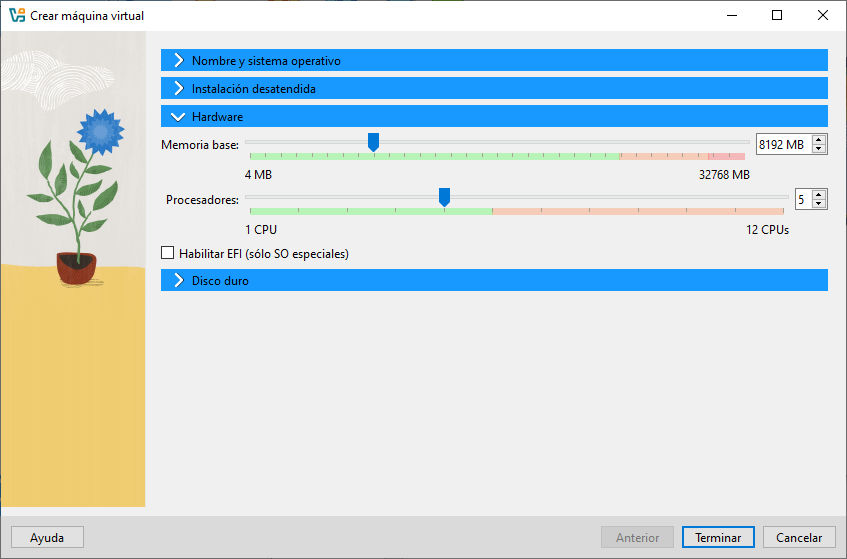 Crear máquina virtual
Nombre y sistema operativo
Instalación desatendida
Hardware
Memoria base:
8192 MB
4 MB
32768 MB
Procesadores:
5
1 CPU
12 CPUs
Habilitar EFI (sólo SO especiales)
Disco duro
Ayuda
Anterior
Terminar
Cancelar